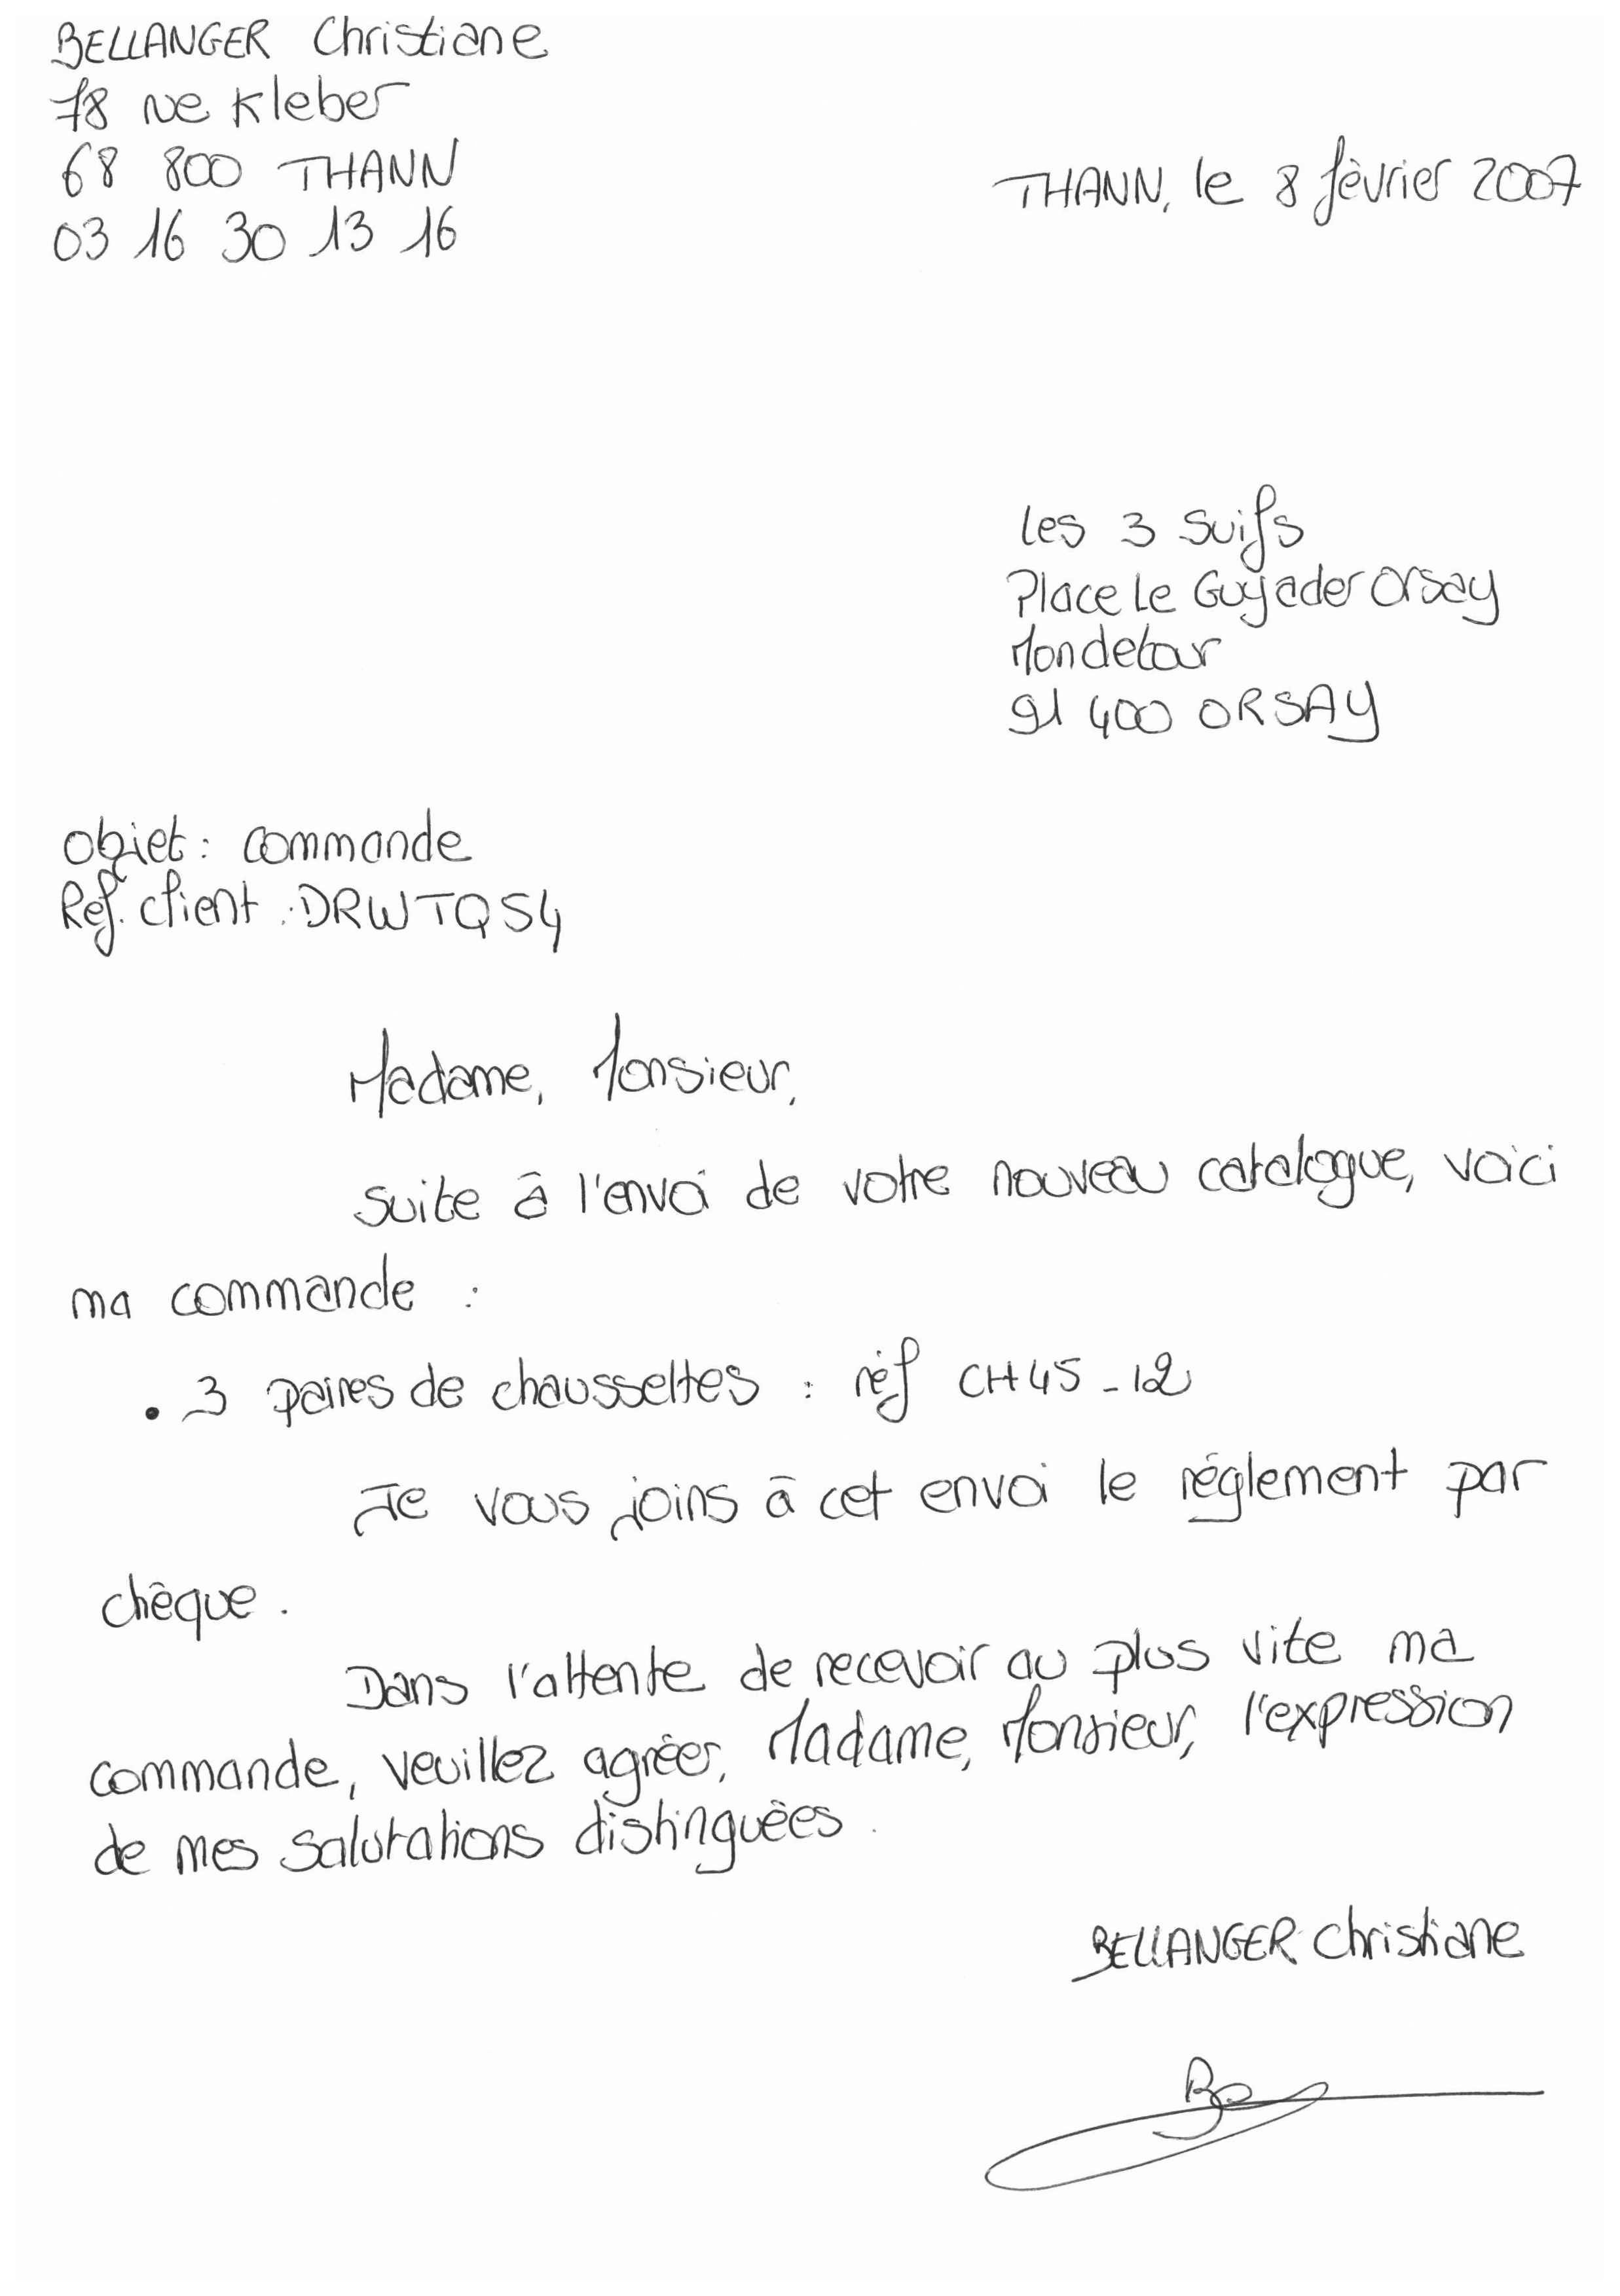 BELLANGER Christiane
78 rue Kleber
68 800 THANN
03 16 30 13 16
THANN, le 8 février 2007
Les 3 Suifs
Place Le Guyader Orsay
Mondetour
91 400 ORSAY
Objet : commande
Réf. client : DRWTQS4
Madame, Monsieur,
suite à l'envoi de votre nouveau catalogue, voici
ma commande :
. 3 paires de chaussettes : réf CH45-12
Je vous joins à cet envoi le réglement par
chèque.
Dans l'attente de recevoir au plus vite ma
commande, veuillez agréer, Madame, Monsieur, l'expression
de mes salutations distinguées.
BELLANGER Christiane